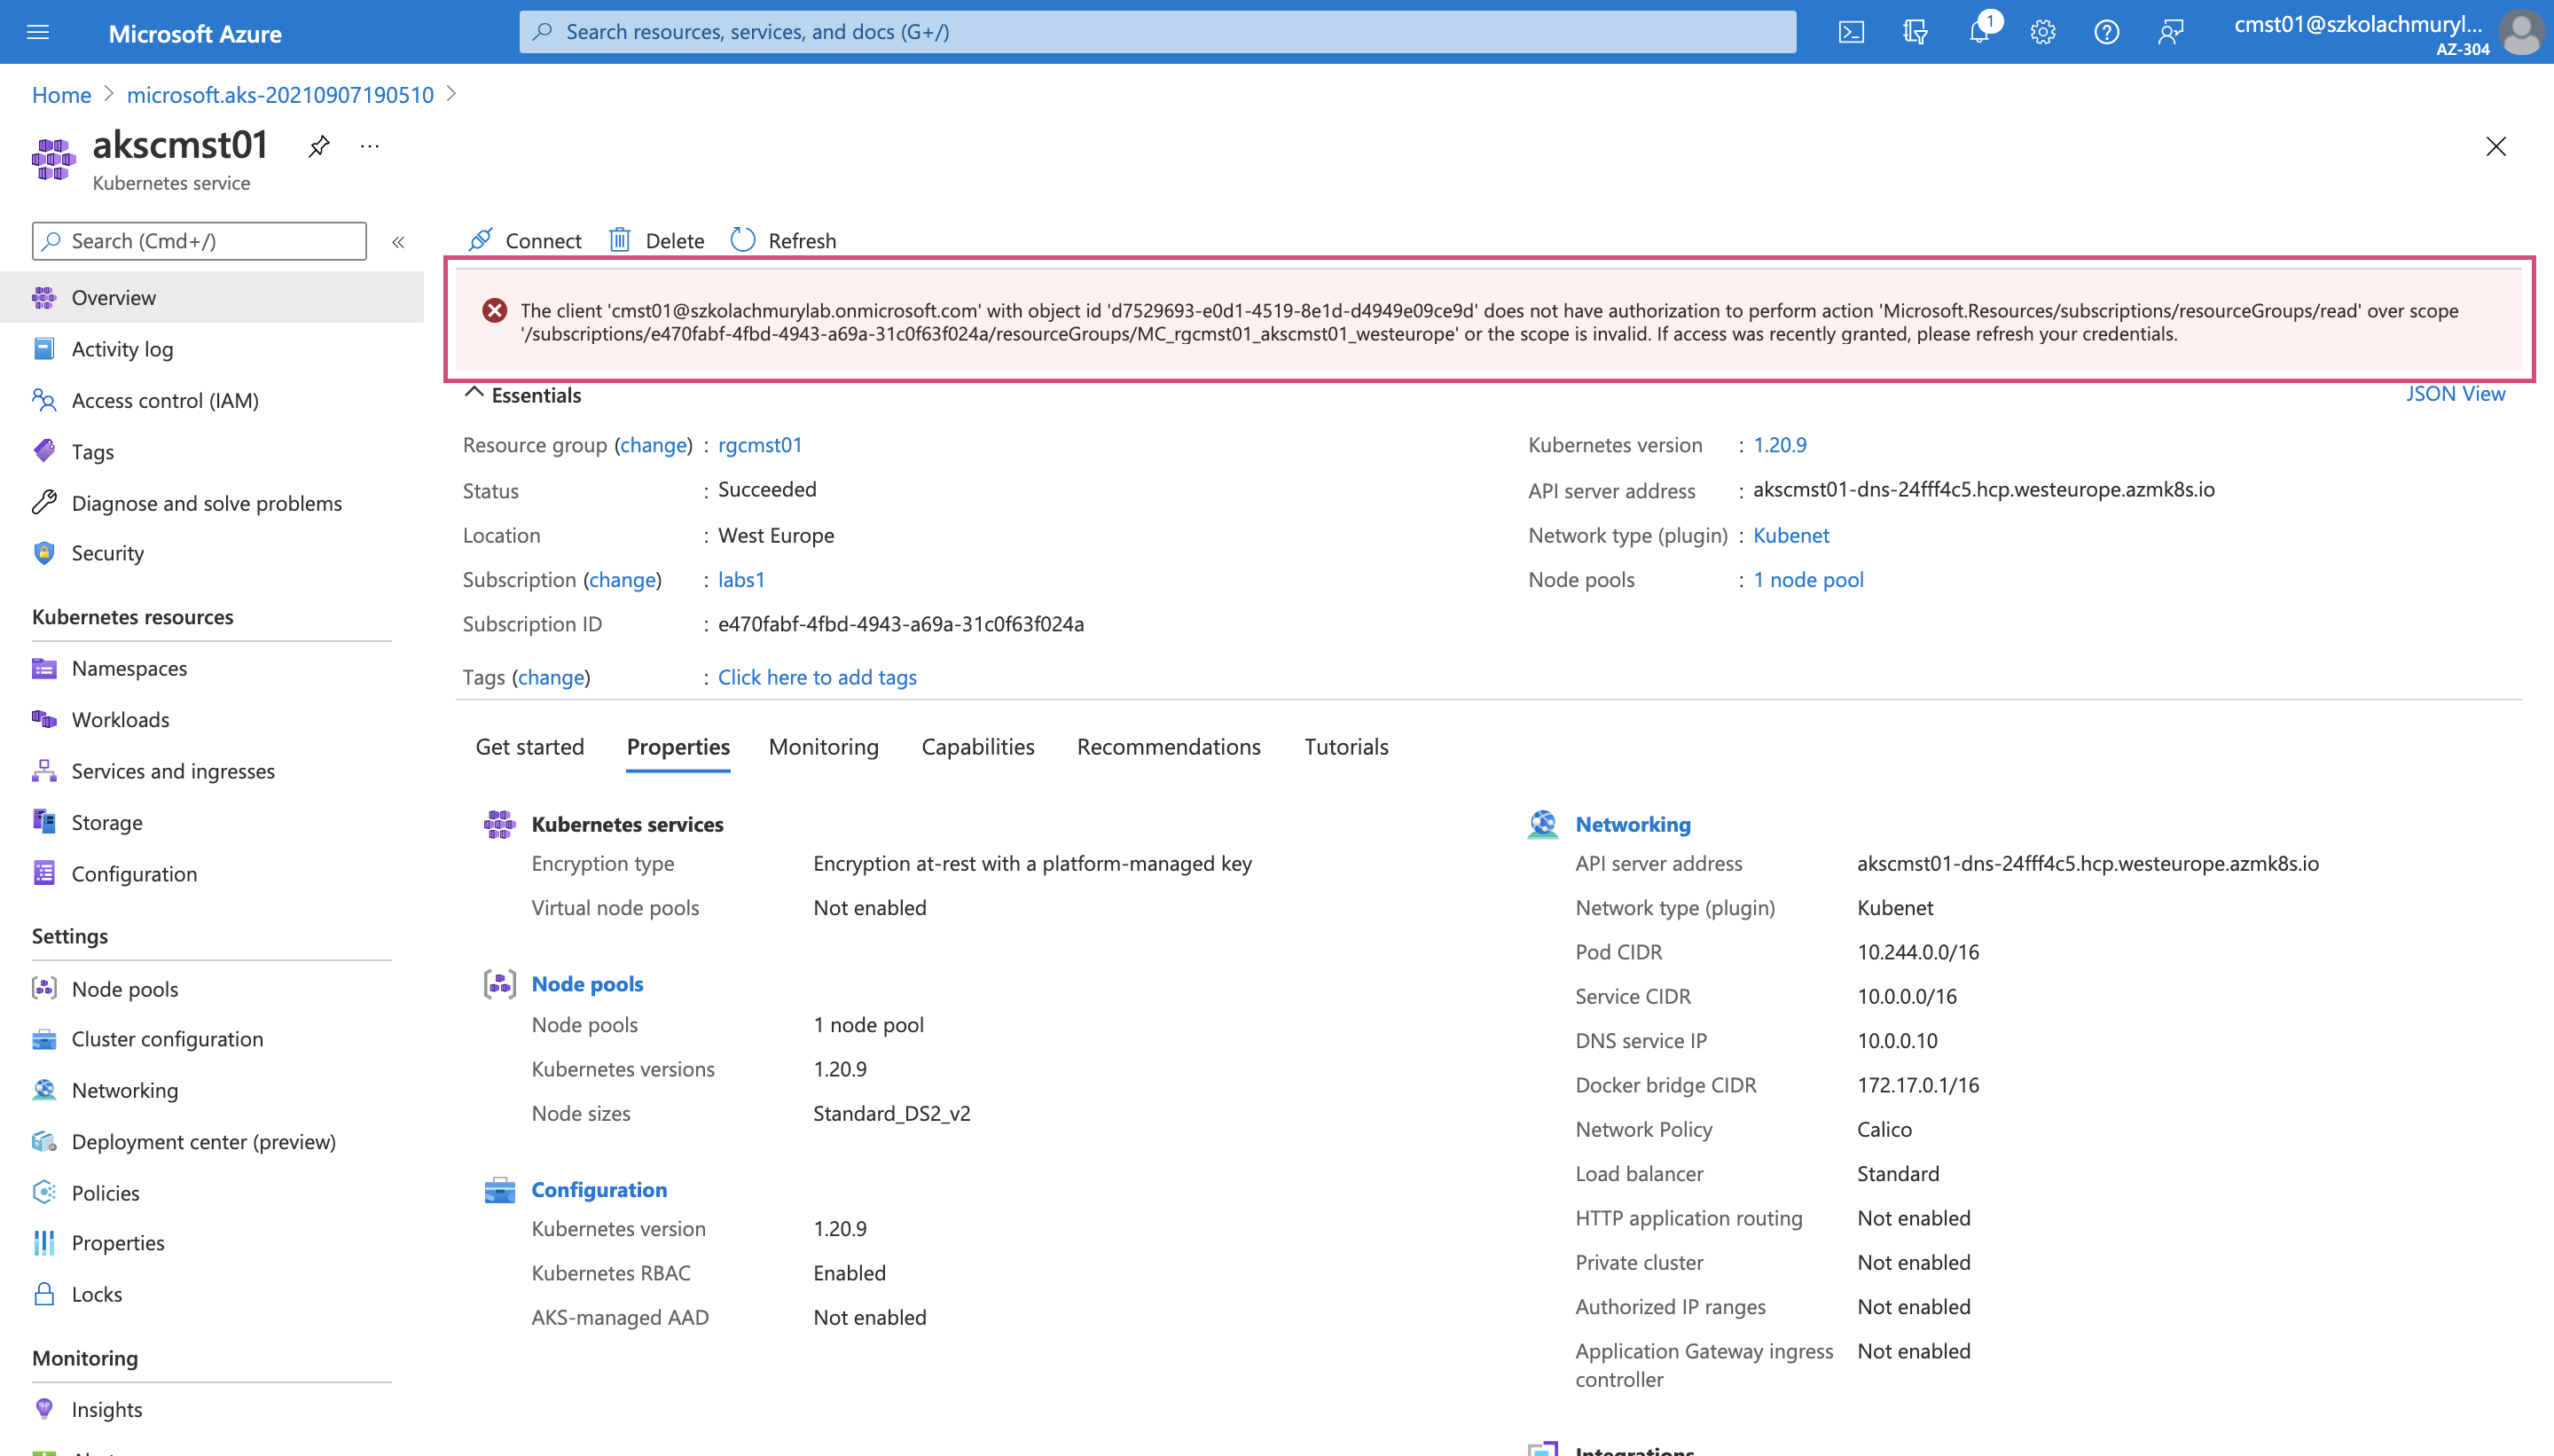 Microsoft Azure
Search resources, services, and docs (G+/)
1
cmst01@szkolachmuryl...
AZ-304
Home > microsoft.aks-20210907190510 >
akscmst01
...
Kubernetes service
Search (Cmd+/)
«
Connect Delete Refresh
The client 'cmst01@szkolachmurylab.onmicrosoft.com' with object id 'd7529693-e0d1-4519-8e1d-d4949e09ce9d' does not have authorization to perform action 'Microsoft.Resources/subscriptions/resourceGroups/read' over scope
'/subscriptions/e470fabf-4fbd-4943-a69a-31c0f63f024a/resourceGroups/MC_rgcmst01_akscmst01_westeurope' or the scope is invalid. If access was recently granted, please refresh your credentials.
Overview
Activity log
Access control (IAM)
Tags
Diagnose and solve problems
Security
Kubernetes resources
Namespaces
Workloads
Services and ingresses
Storage
Configuration
Settings
Node pools
Cluster configuration
Networking
Deployment center (preview)
Policies
Properties
Locks
Monitoring
Insights
Essentials
JSON View
Resource group (change) : rgcmst01
Status : Succeeded
Location : West Europe
Subscription (change) : labs1
Subscription ID : e470fabf-4fbd-4943-a69a-31c0f63f024a
Tags (change) : Click here to add tags
Kubernetes version : 1.20.9
API server address : akscmst01-dns-24fff4c5.hcp.westeurope.azmk8s.io
Network type (plugin) : Kubenet
Node pools : 1 node pool
Get started Properties Monitoring Capabilities Recommendations Tutorials
Kubernetes services
Encryption type Encryption at-rest with a platform-managed key
Virtual node pools Not enabled
Node pools
Node pools 1 node pool
Kubernetes versions 1.20.9
Node sizes Standard_DS2_v2
Configuration
Kubernetes version 1.20.9
Kubernetes RBAC Enabled
AKS-managed AAD Not enabled
Networking
API server address akscmst01-dns-24fff4c5.hcp.westeurope.azmk8s.io
Network type (plugin) Kubenet
Pod CIDR 10.244.0.0/16
Service CIDR 10.0.0.0/16
DNS service IP 10.0.0.10
Docker bridge CIDR 172.17.0.1/16
Network Policy Calico
Load balancer Standard
HTTP application routing Not enabled
Private cluster Not enabled
Authorized IP ranges Not enabled
Application Gateway ingress Not enabled
controller
Integrations